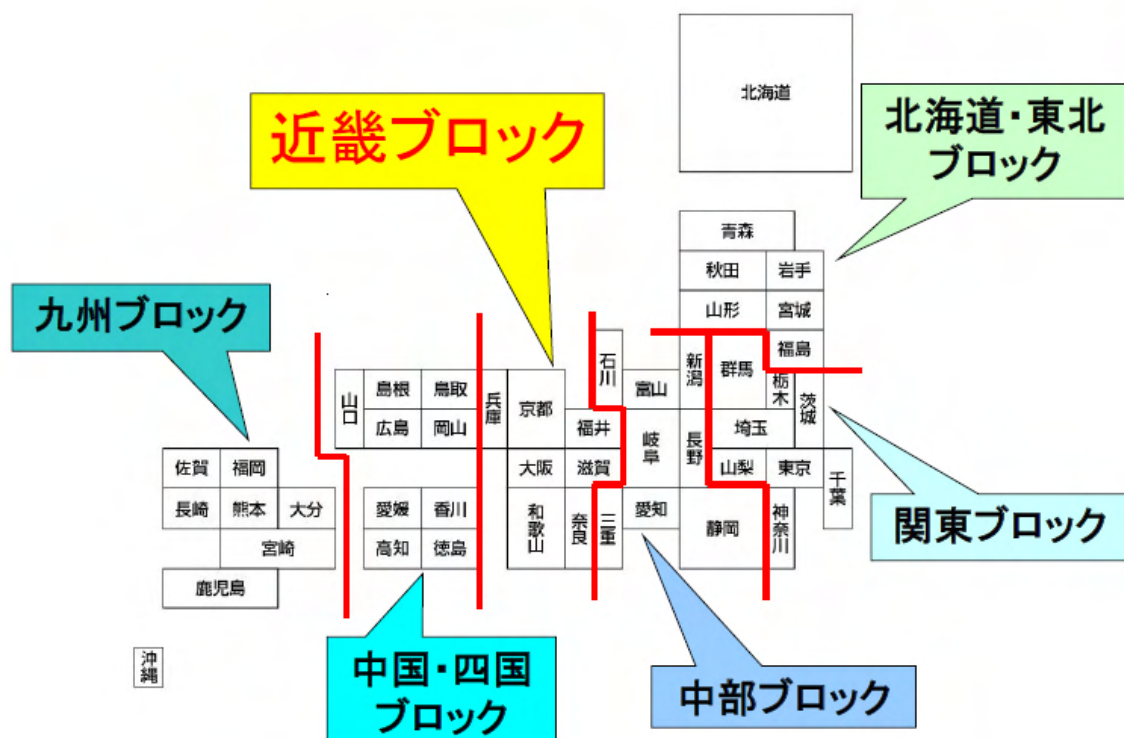 北海道
近畿ブロック
北海道・東北
ブロック
青森
秋田
岩手
九州ブロック
山形
宮城
石川
新潟
群馬
福島
山口
島根
鳥取
兵庫
京都
富山
栃木
茨城
広島
岡山
福井
岐阜
長野
埼玉
佐賀
福岡
大阪
滋賀
山梨
東京
千葉
長崎
熊本
大分
愛媛
香川
和歌山
奈良
三重
愛知
静岡
神奈川
関東ブロック
宮崎
高知
徳島
鹿児島
沖縄
中国・四国
ブロック
中部ブロック